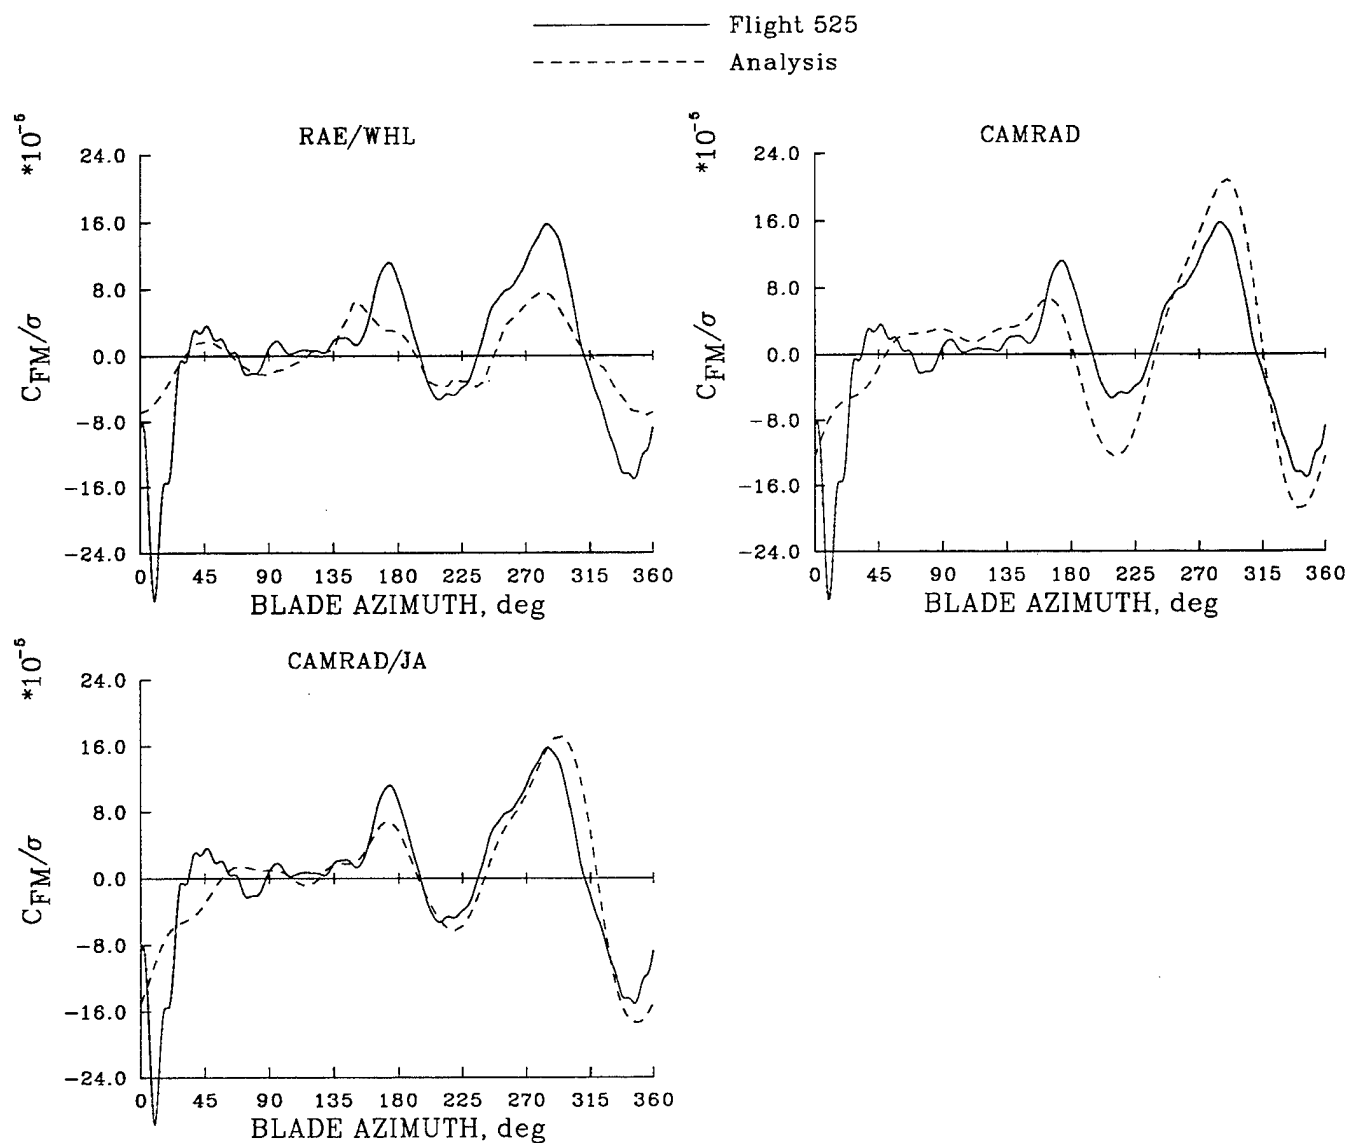 Flight 525
Analysis
RAE/WHL
*10⁻⁵
24.0
16.0
8.0
0.0
−8.0
−16.0
−24.0
C_FM/σ
0 45 90 135 180 225 270 315 360
BLADE AZIMUTH, deg
CAMRAD
*10⁻⁵
24.0
16.0
8.0
0.0
−8.0
−16.0
−24.0
C_FM/σ
0 45 90 135 180 225 270 315 360
BLADE AZIMUTH, deg
CAMRAD/JA
*10⁻⁵
24.0
16.0
8.0
0.0
−8.0
−16.0
−24.0
C_FM/σ
0 45 90 135 180 225 270 315 360
BLADE AZIMUTH, deg